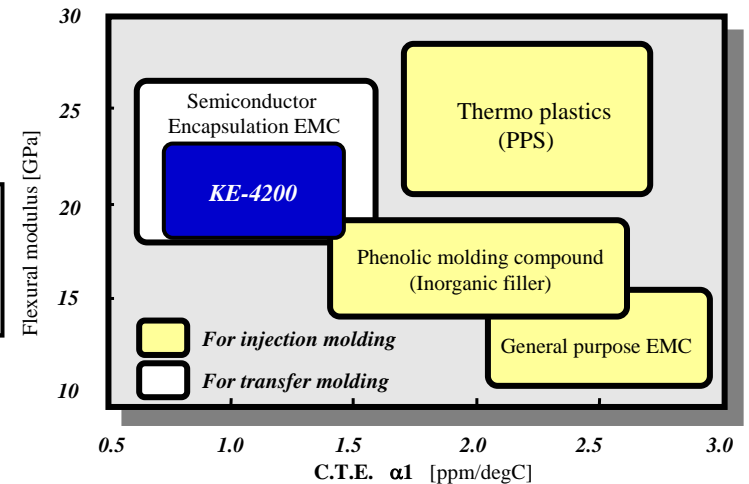 30
25
20
15
10
Flexural modulus [GPa]
Semiconductor
Encapsulation EMC
KE-4200
Thermo plastics
(PPS)
Phenolic molding compound
(Inorganic filler)
General purpose EMC
For injection molding
For transfer molding
0.5 1.0 1.5 2.0 2.5 3.0
C.T.E. α1 [ppm/degC]